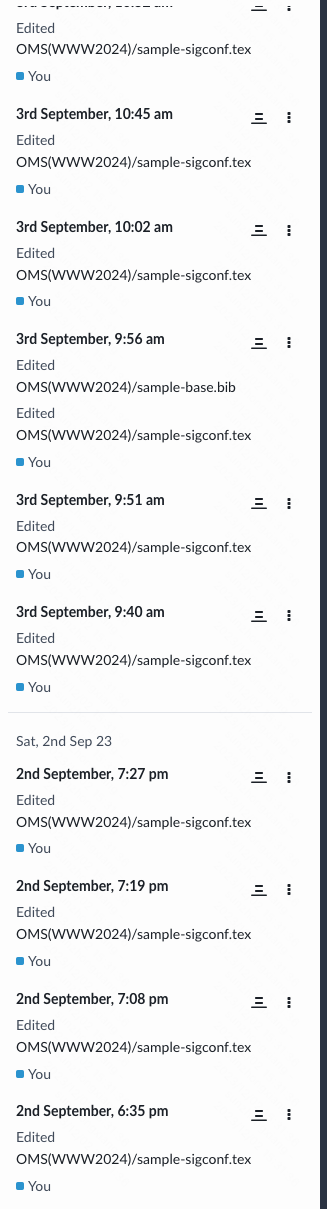 Edited
OMS(WWW2024)/sample-sigconf.tex
You
3rd September, 10:45 am
Edited
OMS(WWW2024)/sample-sigconf.tex
You
3rd September, 10:02 am
Edited
OMS(WWW2024)/sample-sigconf.tex
You
3rd September, 9:56 am
Edited
OMS(WWW2024)/sample-base.bib
Edited
OMS(WWW2024)/sample-sigconf.tex
You
3rd September, 9:51 am
Edited
OMS(WWW2024)/sample-sigconf.tex
You
3rd September, 9:40 am
Edited
OMS(WWW2024)/sample-sigconf.tex
You
Sat, 2nd Sep 23
2nd September, 7:27 pm
Edited
OMS(WWW2024)/sample-sigconf.tex
You
2nd September, 7:19 pm
Edited
OMS(WWW2024)/sample-sigconf.tex
You
2nd September, 7:08 pm
Edited
OMS(WWW2024)/sample-sigconf.tex
You
2nd September, 6:35 pm
Edited
OMS(WWW2024)/sample-sigconf.tex
You